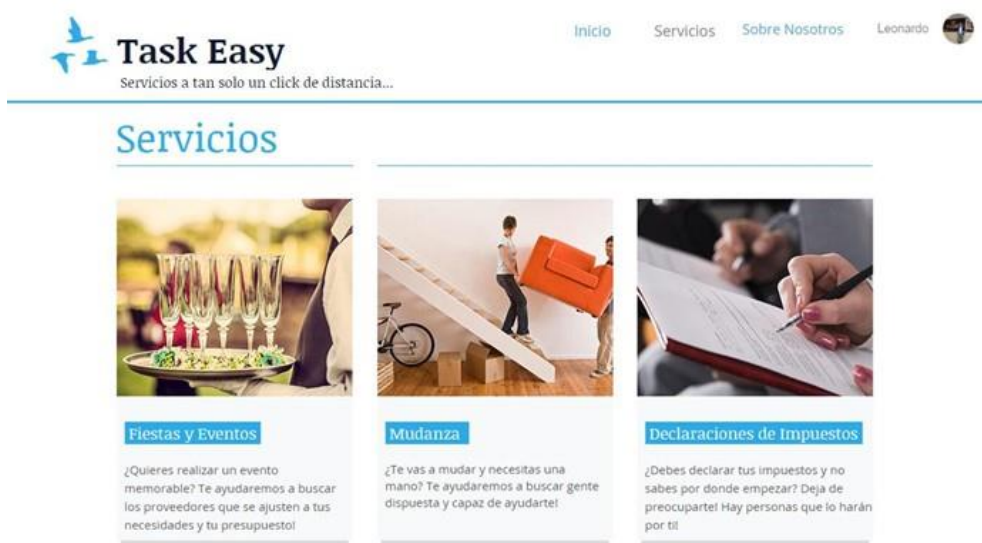 Task Easy
Servicios a tan solo un click de distancia...
Inicio
Servicios
Sobre Nosotros
Leonardo
Servicios
Fiestas y Eventos
¿Quieres realizar un evento
memorable? Te ayudaremos a buscar
los proveedores que se ajusten a tus
necesidades y tu presupuesto!
Mudanza
¿Te vas a mudar y necesitas una
mano? Te ayudaremos a buscar gente
dispuesta y capaz de ayudarte!
Declaraciones de Impuestos
¿Debes declarar tus impuestos y no
sabes por donde empezar? Deja de
preocuparte! Hay personas que lo harán
por ti!